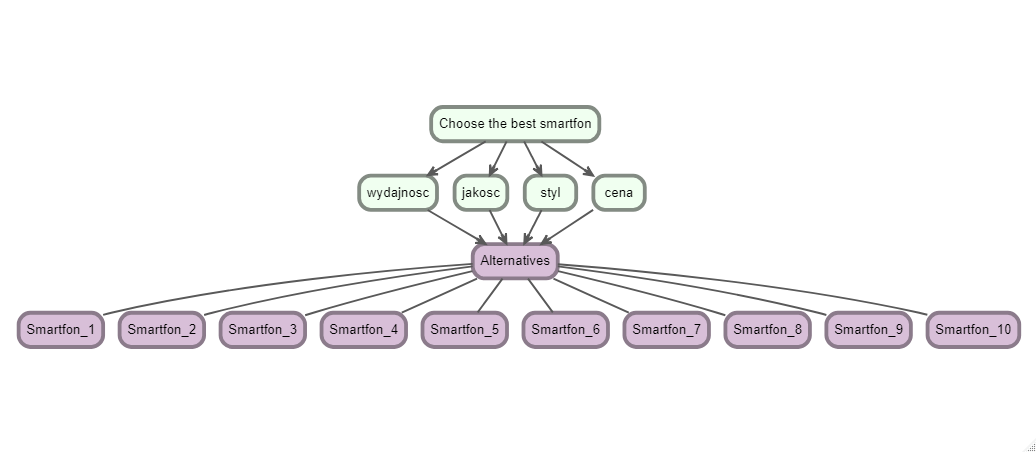 Choose the best smartfon
wydajnosc
jakosc
styl
cena
Alternatives
Smartfon_1
Smartfon_2
Smartfon_3
Smartfon_4
Smartfon_5
Smartfon_6
Smartfon_7
Smartfon_8
Smartfon_9
Smartfon_10